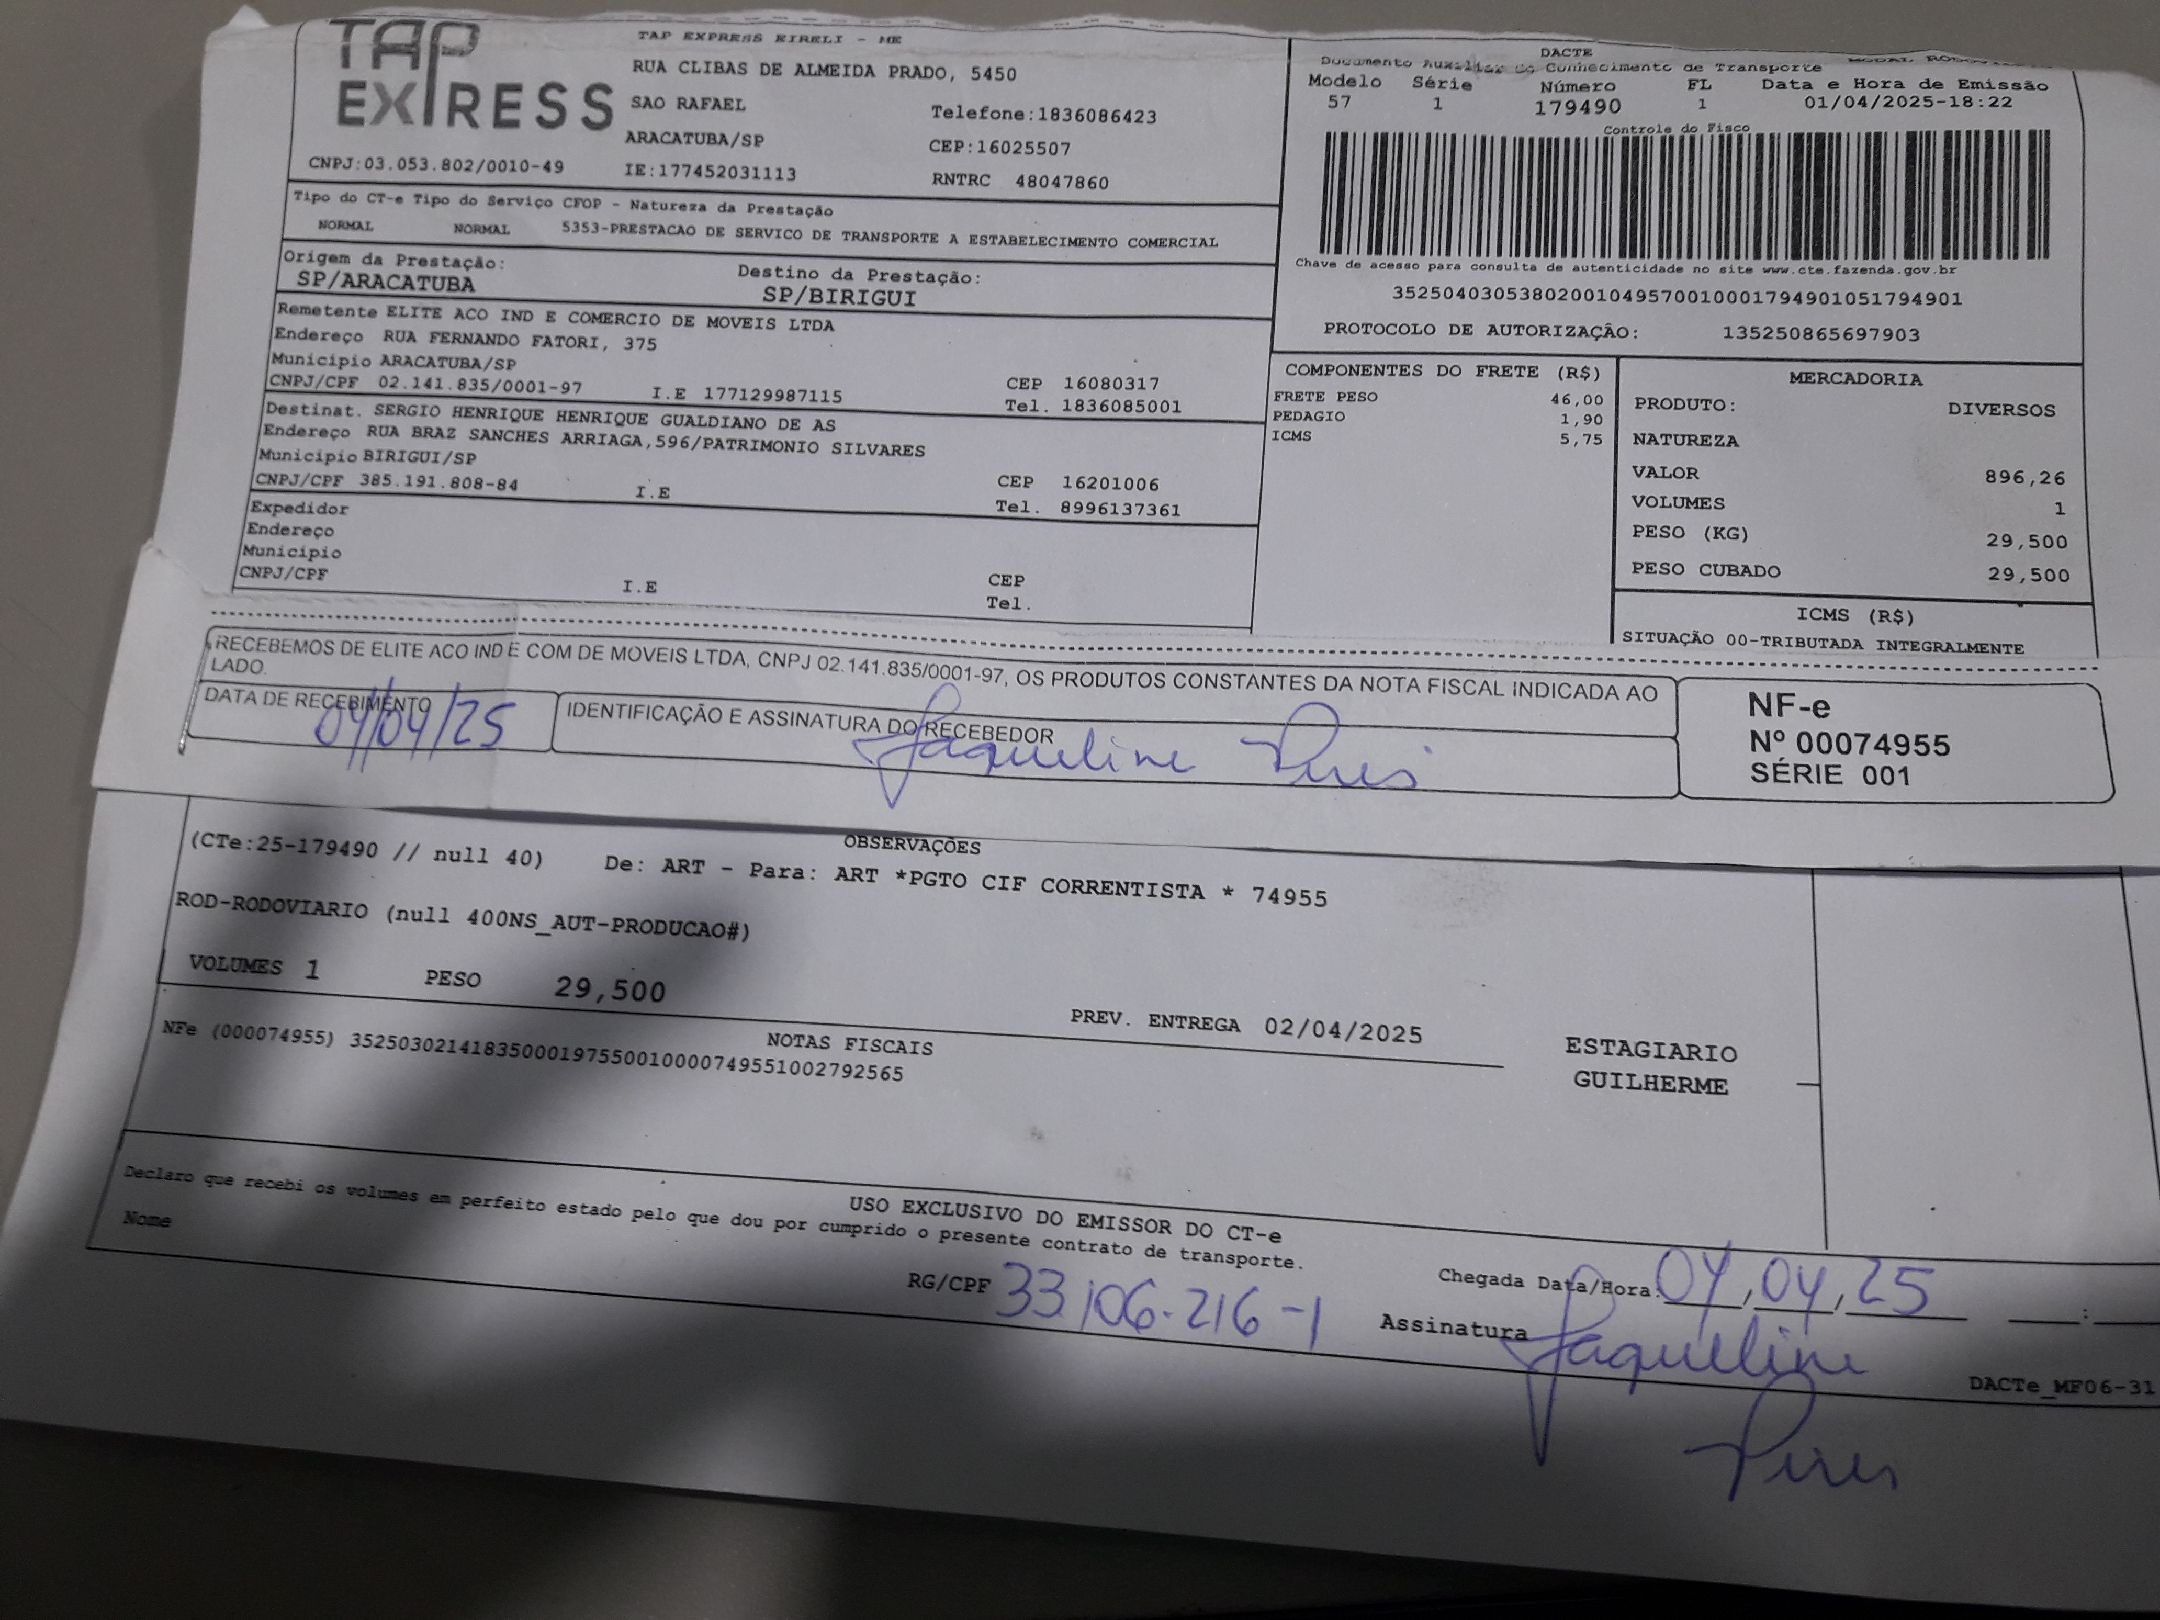 TAP EXPRESS
TAP EXPRESS EIRELI - ME
RUA CLIBAS DE ALMEIDA PRADO, 5450
SAO RAFAEL Telefone:1836086423
ARACATUBA/SP CEP:16025507
CNPJ:03.053.802/0010-49 IE:177452031113 RNTRC 48047860
DACTE
Documento Auxiliar do Conhecimento de Transporte
Modelo Série Número FL Data e Hora de Emissão
57 1 179490 1 01/04/2025-18:22
Controle do Fisco
Chave de acesso para consulta de autenticidade no site www.cte.fazenda.gov.br
35250403053802001049570010001794901051794901
PROTOCOLO DE AUTORIZAÇÃO: 135250865697903
Tipo do CT-e Tipo do Serviço CFOP - Natureza da Prestação
NORMAL NORMAL 5353-PRESTACAO DE SERVICO DE TRANSPORTE A ESTABELECIMENTO COMERCIAL
Origem da Prestação: Destino da Prestação:
SP/ARACATUBA SP/BIRIGUI
Remetente ELITE ACO IND E COMERCIO DE MOVEIS LTDA
Endereço RUA FERNANDO FATORI, 375
Municipio ARACATUBA/SP CEP 16080317
CNPJ/CPF 02.141.835/0001-97 I.E 177129987115 Tel. 1836085001
Destinat. SERGIO HENRIQUE HENRIQUE GUALDIANO DE AS
Endereço RUA BRAZ SANCHES ARRIAGA,596/PATRIMONIO SILVARES
Municipio BIRIGUI/SP CEP 16201006
CNPJ/CPF 385.191.808-84 I.E Tel. 8996137361
Expedidor
Endereço
Municipio CEP
CNPJ/CPF I.E Tel.
COMPONENTES DO FRETE (R$)
FRETE PESO 46,00
PEDAGIO 1,90
ICMS 5,75
MERCADORIA
PRODUTO: DIVERSOS
NATUREZA
VALOR 896,26
VOLUMES 1
PESO (KG) 29,500
PESO CUBADO 29,500
ICMS (R$)
SITUAÇÃO 00-TRIBUTADA INTEGRALMENTE
RECEBEMOS DE ELITE ACO IND E COM DE MOVEIS LTDA, CNPJ 02.141.835/0001-97, OS PRODUTOS CONSTANTES DA NOTA FISCAL INDICADA AO
LADO.
DATA DE RECEBIMENTO IDENTIFICAÇÃO E ASSINATURA DO RECEBEDOR
04/04/25 Jaqueline Pires
NF-e
Nº 00074955
SÉRIE 001
OBSERVAÇÕES
(CTe:25-179490 // null 40) De: ART - Para: ART *PGTO CIF CORRENTISTA * 74955
ROD-RODOVIARIO (null 400NS_AUT-PRODUCAO#)
VOLUMES 1 PESO 29,500
PREV. ENTREGA 02/04/2025
ESTAGIARIO
GUILHERME
NOTAS FISCAIS
NFe (000074955) 35250302141835000197550010000749551002792565
USO EXCLUSIVO DO EMISSOR DO CT-e
Declaro que recebi os volumes em perfeito estado pelo que dou por cumprido o presente contrato de transporte.
Nome RG/CPF 33.106.216-1
Chegada Data/Hora: 04, 04, 25 :
Assinatura Jaqueline
Pires
DACTe_MF06-31